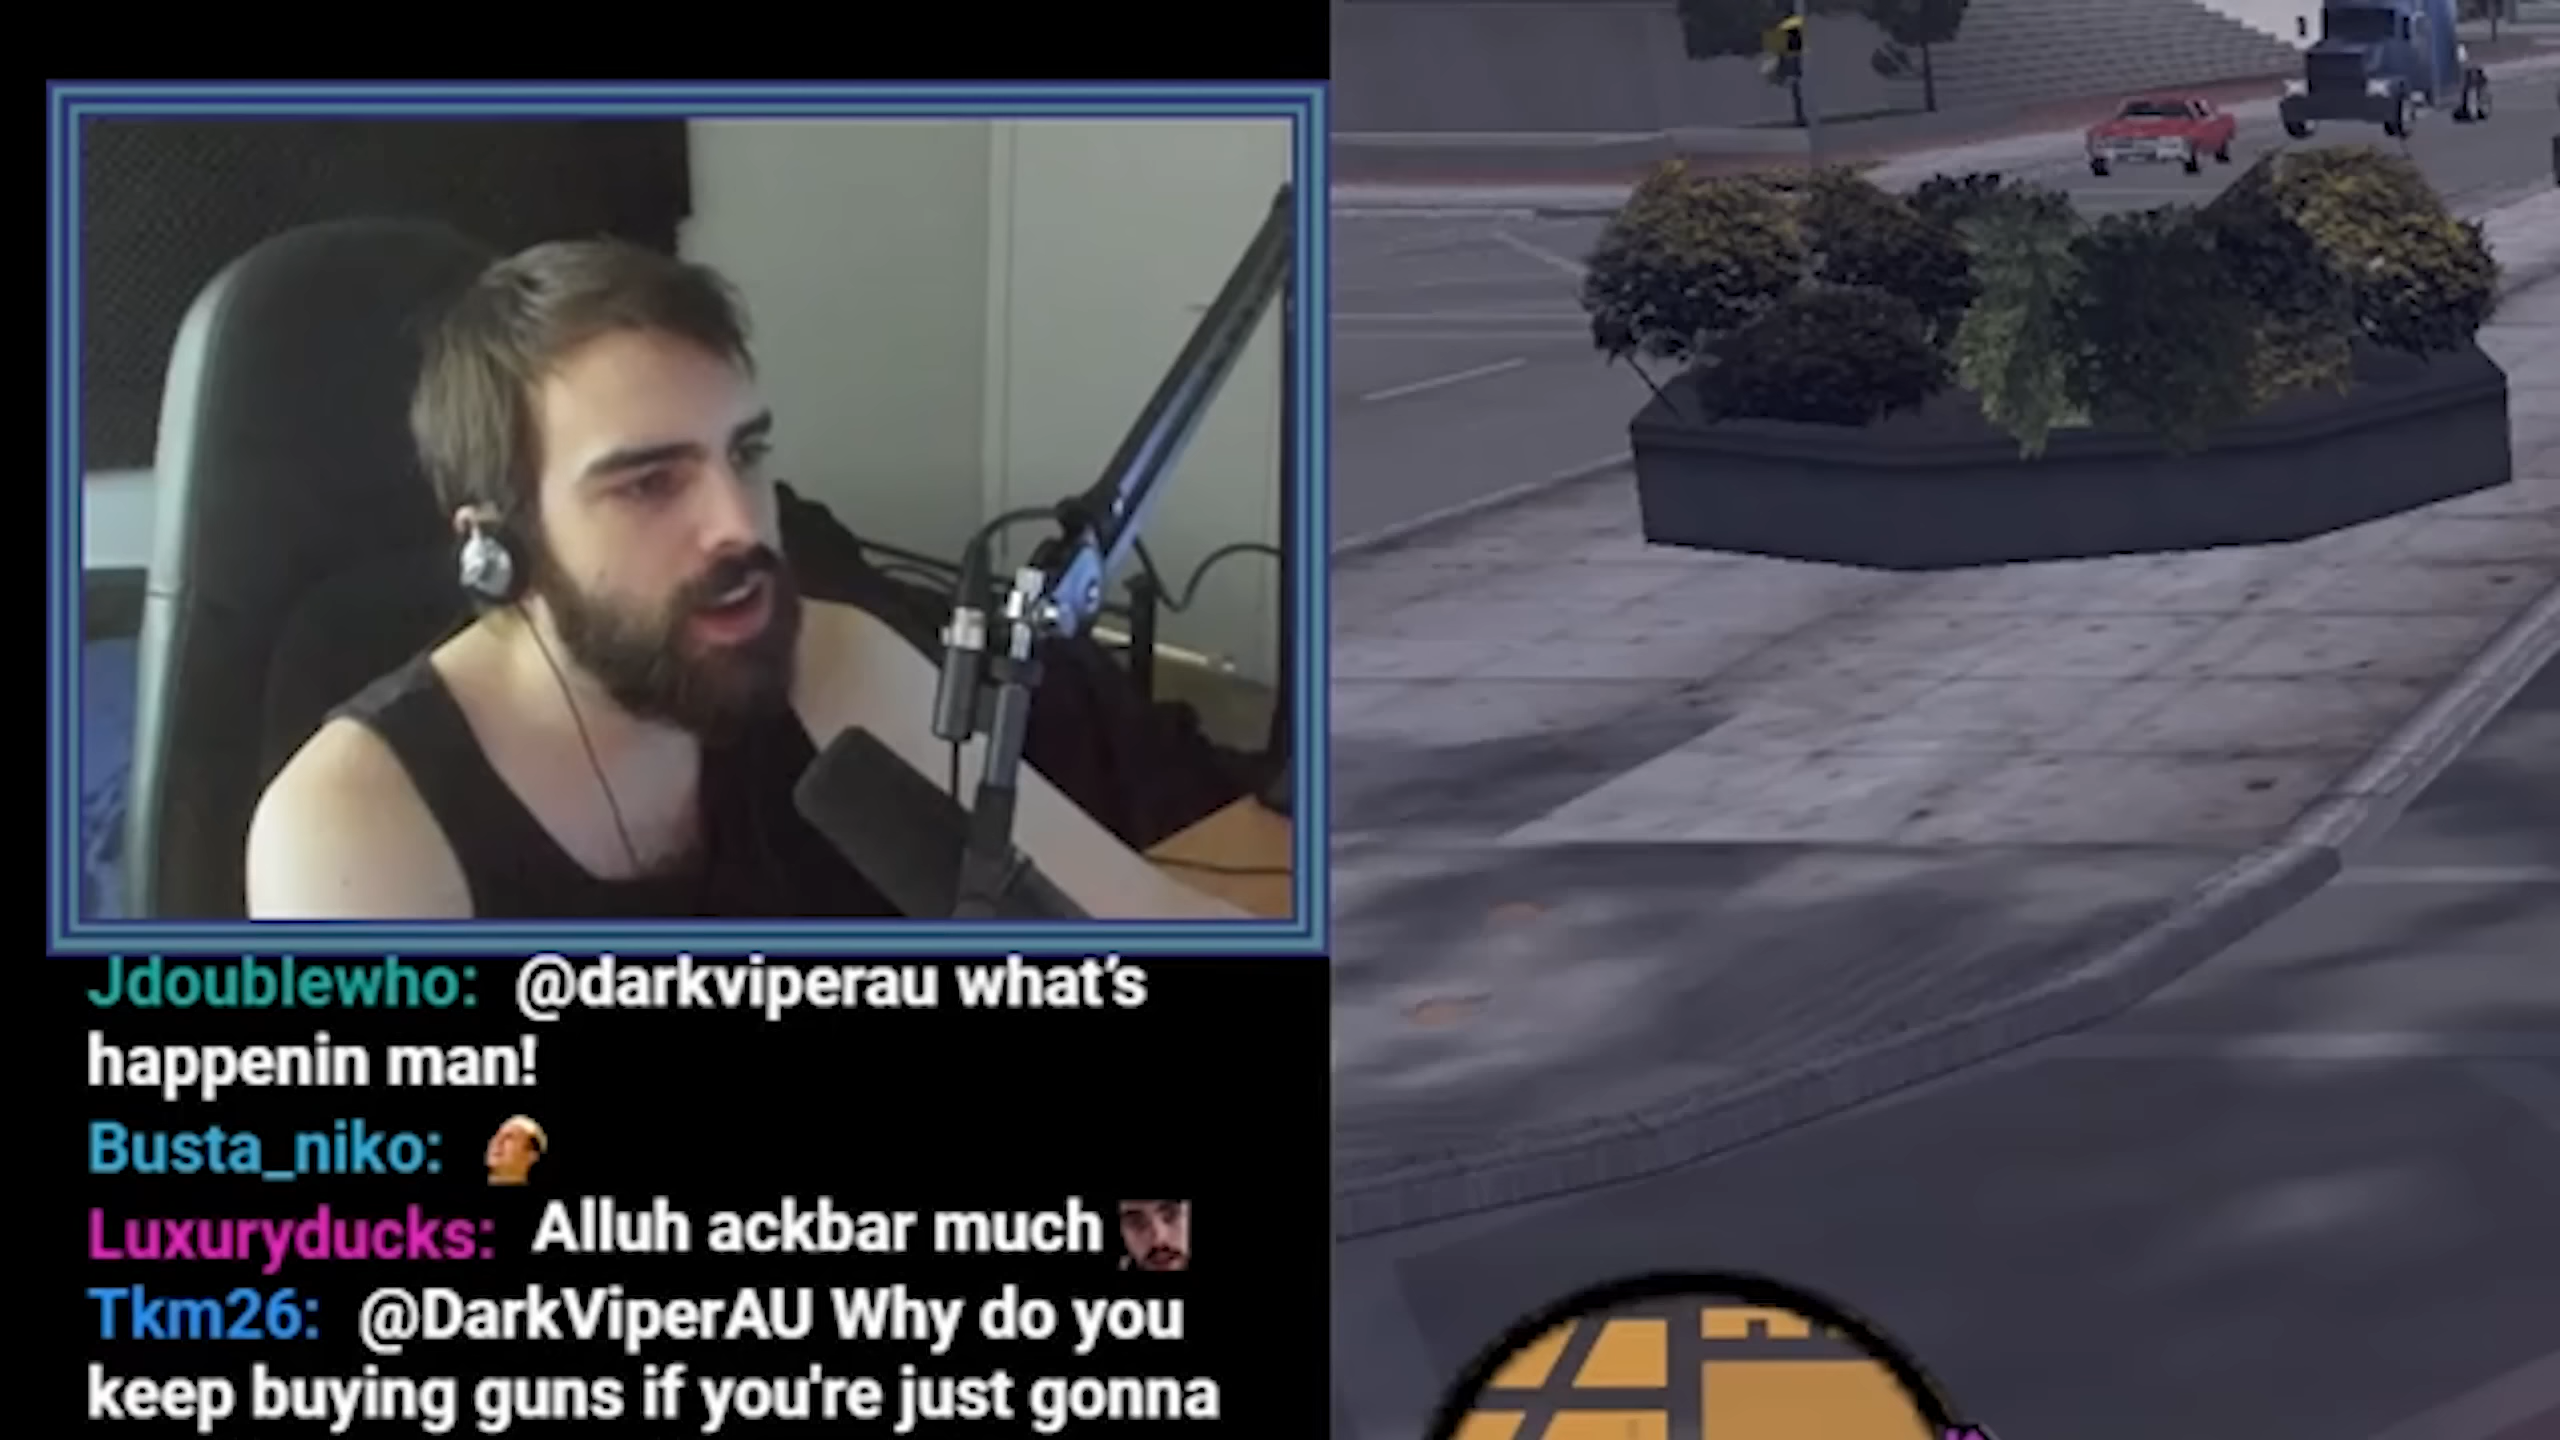 Jdoublewho: @darkviperau what's
happenin man!
Busta_niko:
Luxuryducks: Alluh ackbar much
Tkm26: @DarkViperAU Why do you
keep buying guns if you're just gonna